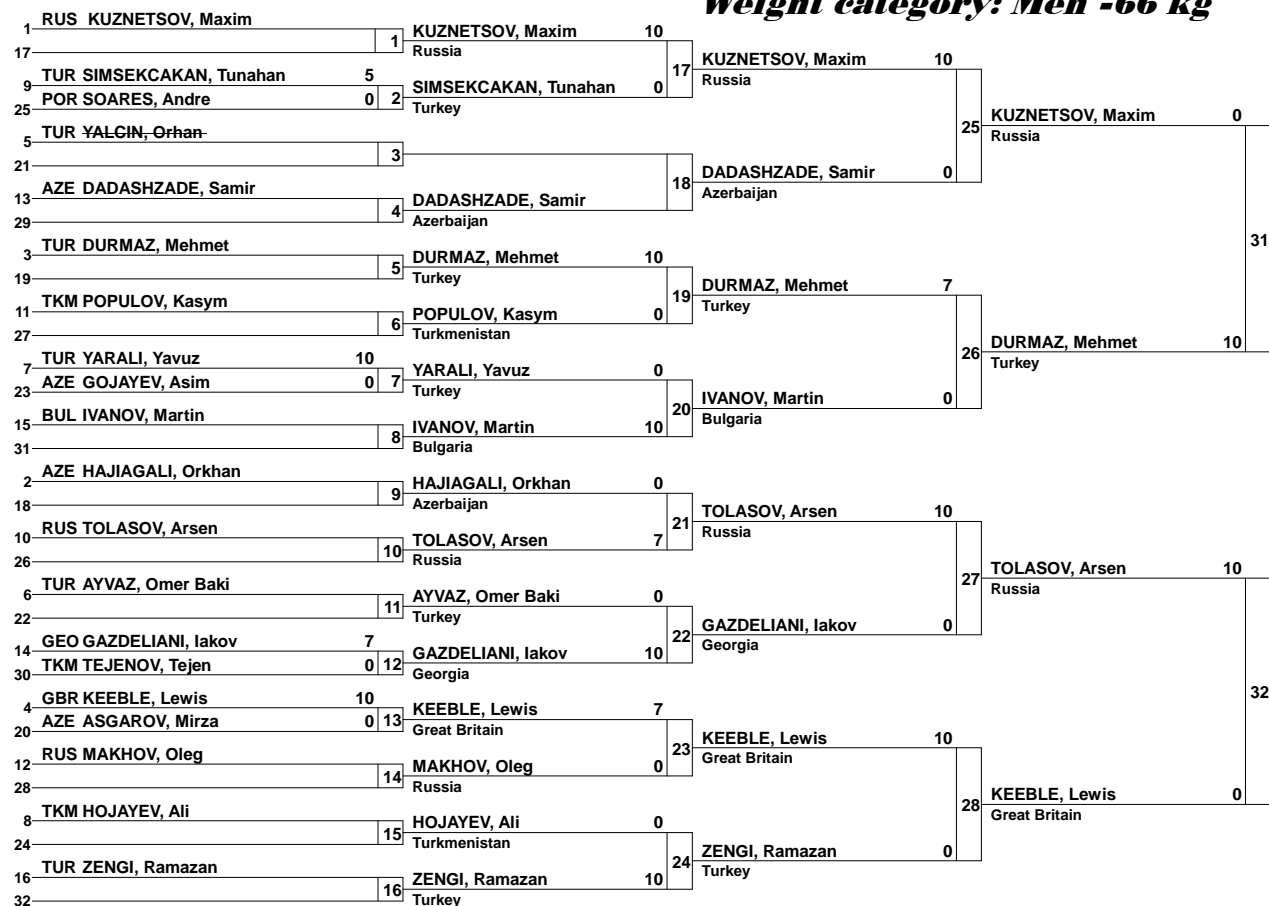 Weight category: Men -66 kg
1 RUS KUZNETSOV, Maxim
17
1
KUZNETSOV, Maxim 10
Russia
9 TUR SIMSEKCAKAN, Tunahan 5
25 POR SOARES, Andre 0
2
SIMSEKCAKAN, Tunahan 0
Turkey
17
KUZNETSOV, Maxim 10
Russia
5 TUR YALCIN, Orhan
21
3
13 AZE DADASHZADE, Samir
29
4
DADASHZADE, Samir
Azerbaijan
18
DADASHZADE, Samir 0
Azerbaijan
25
KUZNETSOV, Maxim 0
Russia
3 TUR DURMAZ, Mehmet
19
5
DURMAZ, Mehmet 10
Turkey
11 TKM POPULOV, Kasym
27
6
POPULOV, Kasym 0
Turkmenistan
19
DURMAZ, Mehmet 7
Turkey
7 TUR YARALI, Yavuz 10
23 AZE GOJAYEV, Asim 0
7
YARALI, Yavuz 0
Turkey
15 BUL IVANOV, Martin
31
8
IVANOV, Martin 10
Bulgaria
20
IVANOV, Martin 0
Bulgaria
26
DURMAZ, Mehmet 10
Turkey
31
2 AZE HAJIAGALI, Orkhan
18
9
HAJIAGALI, Orkhan 0
Azerbaijan
10 RUS TOLASOV, Arsen
26
10
TOLASOV, Arsen 7
Russia
21
TOLASOV, Arsen 10
Russia
6 TUR AYVAZ, Omer Baki
22
11
AYVAZ, Omer Baki 0
Turkey
14 GEO GAZDELIANI, Iakov 7
30 TKM TEJENOV, Tejen 0
12
GAZDELIANI, Iakov 10
Georgia
22
GAZDELIANI, Iakov 0
Georgia
27
TOLASOV, Arsen 10
Russia
4 GBR KEEBLE, Lewis 10
20 AZE ASGAROV, Mirza 0
13
KEEBLE, Lewis 7
Great Britain
12 RUS MAKHOV, Oleg
28
14
MAKHOV, Oleg 0
Russia
23
KEEBLE, Lewis 10
Great Britain
8 TKM HOJAYEV, Ali
24
15
HOJAYEV, Ali 0
Turkmenistan
16 TUR ZENGI, Ramazan
32
16
ZENGI, Ramazan 10
Turkey
24
ZENGI, Ramazan 0
Turkey
28
KEEBLE, Lewis 0
Great Britain
32